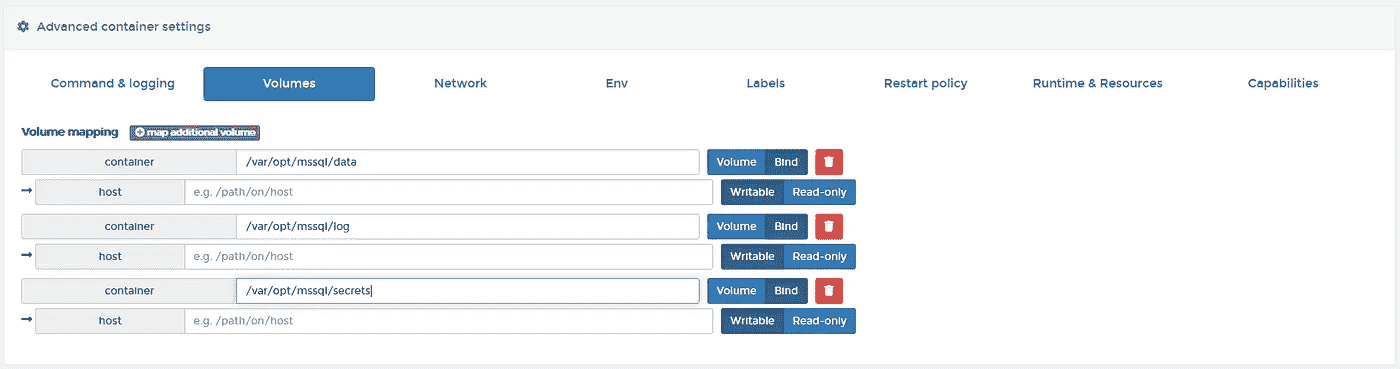 Advanced container settings
Command & logging Volumes Network Env Labels Restart policy Runtime & Resources Capabilities
Volume mapping map additional volume
container /var/opt/mssql/data Volume Bind
host e.g. /path/on/host Writable Read-only
container /var/opt/mssql/log Volume Bind
host e.g. /path/on/host Writable Read-only
container /var/opt/mssql/secrets Volume Bind
host e.g. /path/on/host Writable Read-only